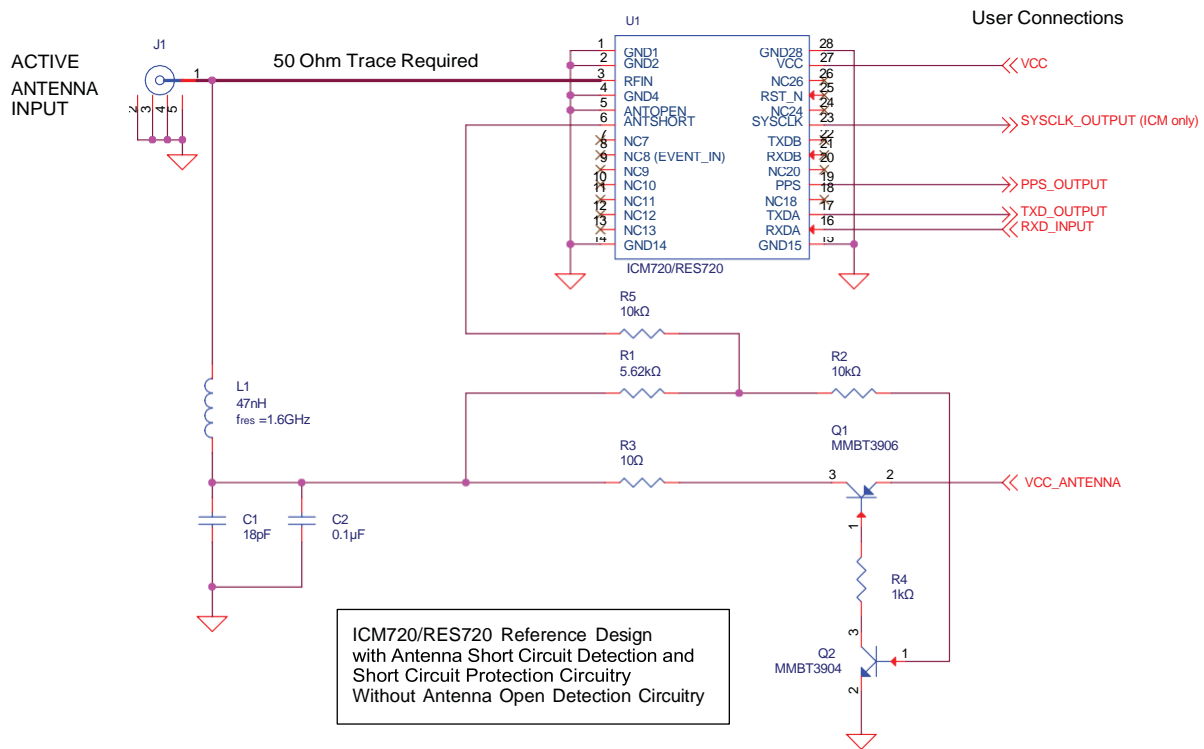 User Connections
ACTIVE
ANTENNA
INPUT
J1
1
2
3
4
5
50 Ohm Trace Required
U1
1 GND1
2 GND2
3 RFIN
4 GND4
5 ANTOPEN
6 ANTSHORT
7 NC7
8 NC8 (EVENT_IN)
9 NC9
10 NC10
11 NC11
12 NC12
13 NC13
14 GND14
GND28 28
VCC 27
NC26 26
RST_N 25
NC24 24
SYSCLK 23
TXDB 22
RXDB 21
NC20 20
PPS 19
NC18 18
TXDA 17
RXDA 16
GND15 15
ICM720/RES720
VCC
SYSCLK_OUTPUT (ICM only)
PPS_OUTPUT
TXD_OUTPUT
RXD_INPUT
R5
10kΩ
R1
5.62kΩ
R2
10kΩ
L1
47nH
fres =1.6GHz
R3
10Ω
Q1
MMBT3906
3
2
1
VCC_ANTENNA
C1
18pF
C2
0.1µF
R4
1kΩ
Q2
MMBT3904
3
1
2
ICM720/RES720 Reference Design
with Antenna Short Circuit Detection and
Short Circuit Protection Circuitry
Without Antenna Open Detection Circuitry